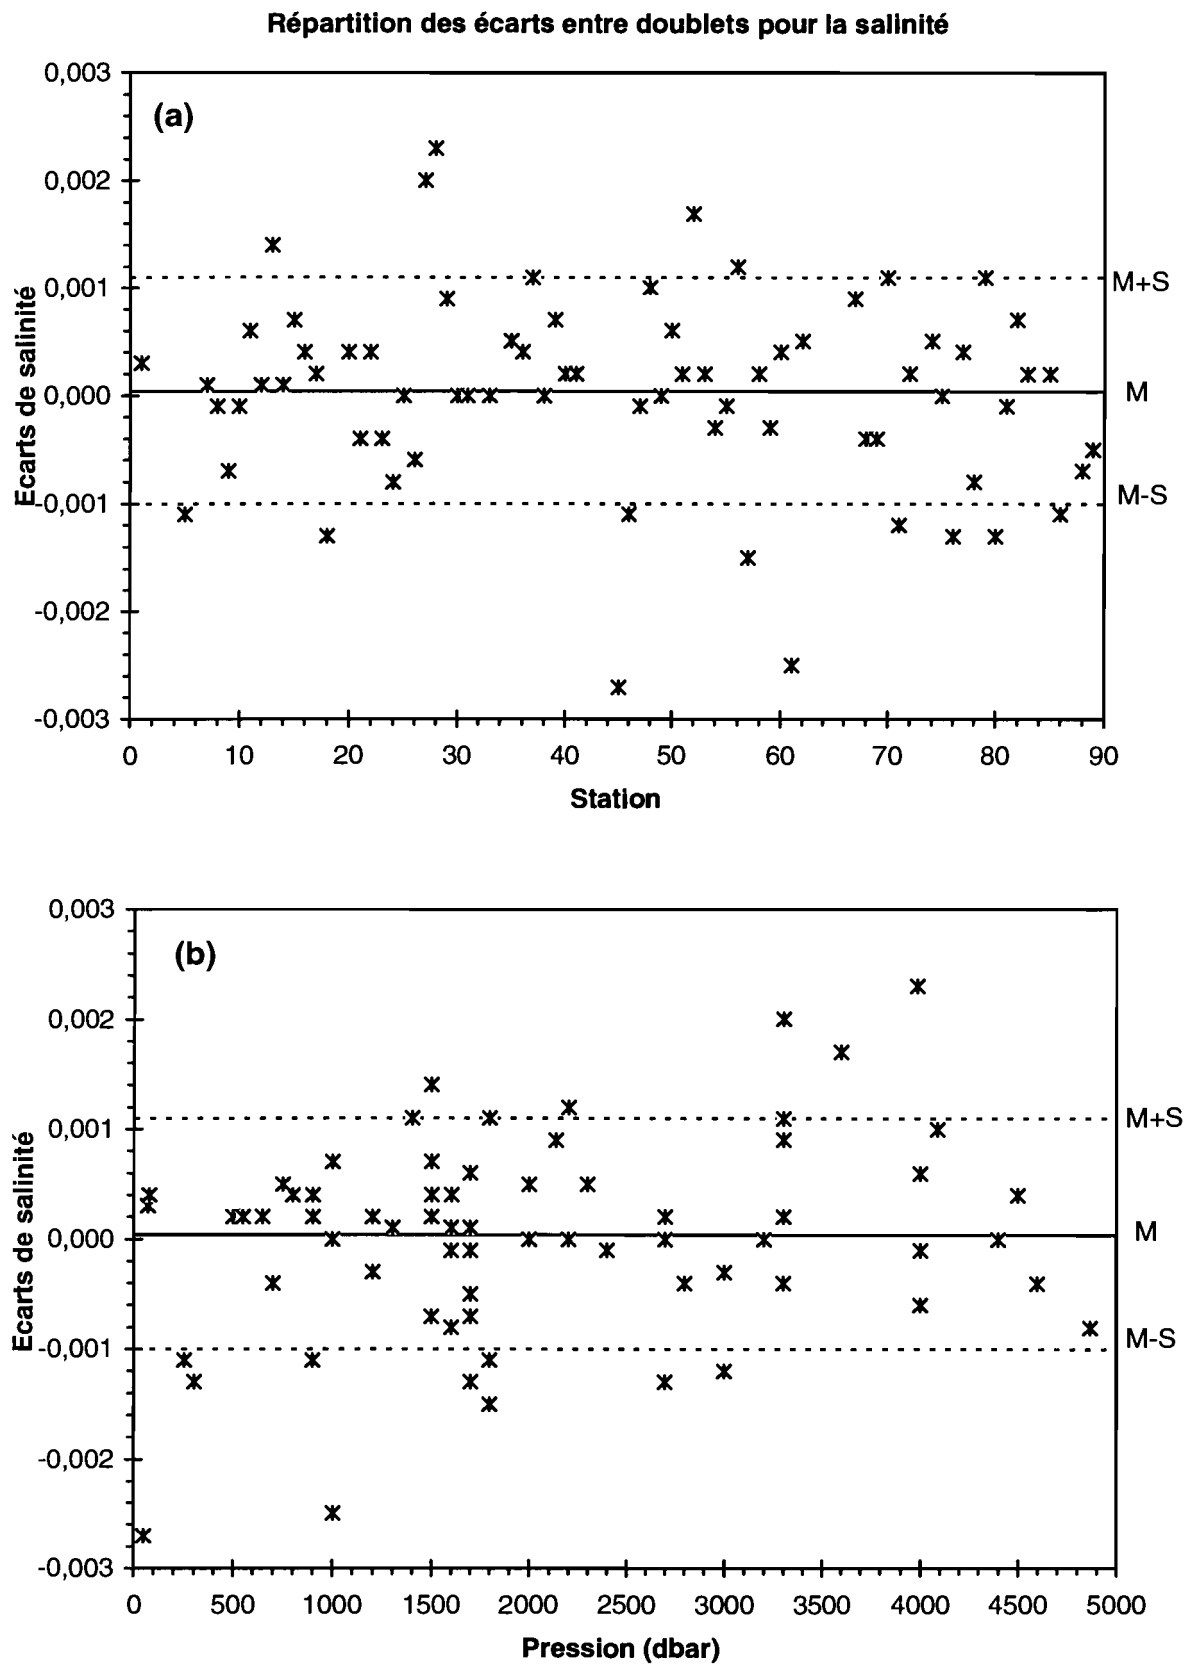 Répartition des écarts entre doublets pour la salinité
(a)
0,003
0,002
0,001
0,000
-0,001
-0,002
-0,003
Ecarts de salinité
M+S
M
M-S
0 10 20 30 40 50 60 70 80 90
Station
(b)
0,003
0,002
0,001
0,000
-0,001
-0,002
-0,003
Ecarts de salinité
M+S
M
M-S
0 500 1000 1500 2000 2500 3000 3500 4000 4500 5000
Pression (dbar)